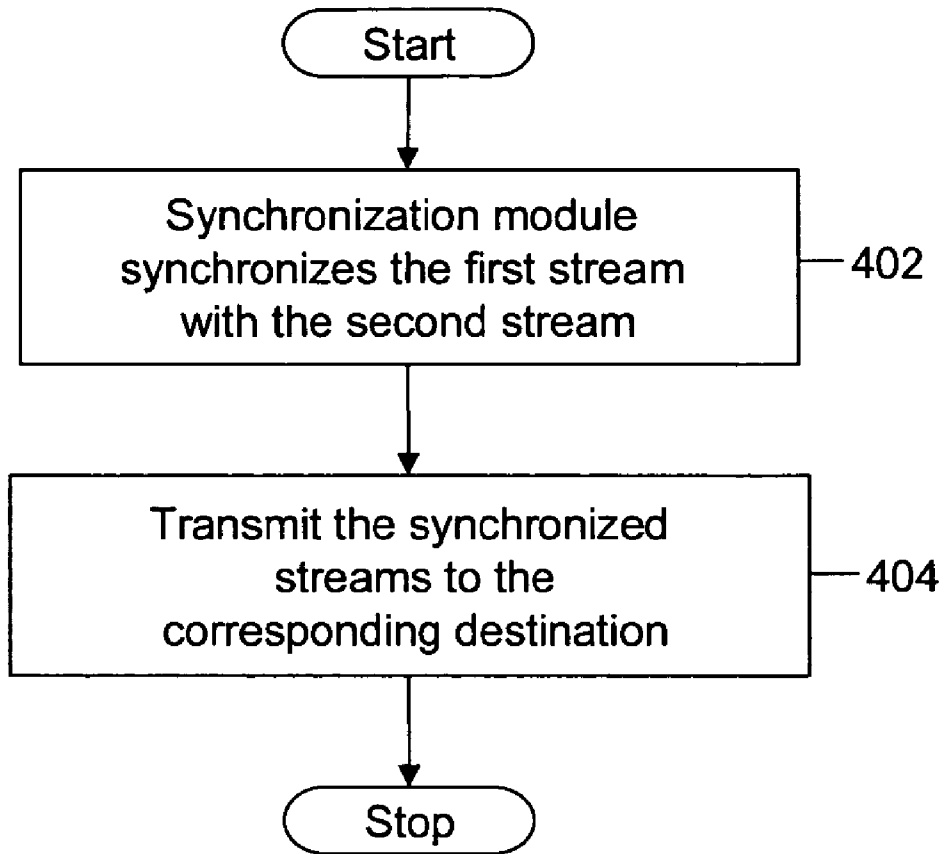 Start
Synchronization module
synchronizes the first stream
with the second stream
402
Transmit the synchronized
streams to the
corresponding destination
404
Stop